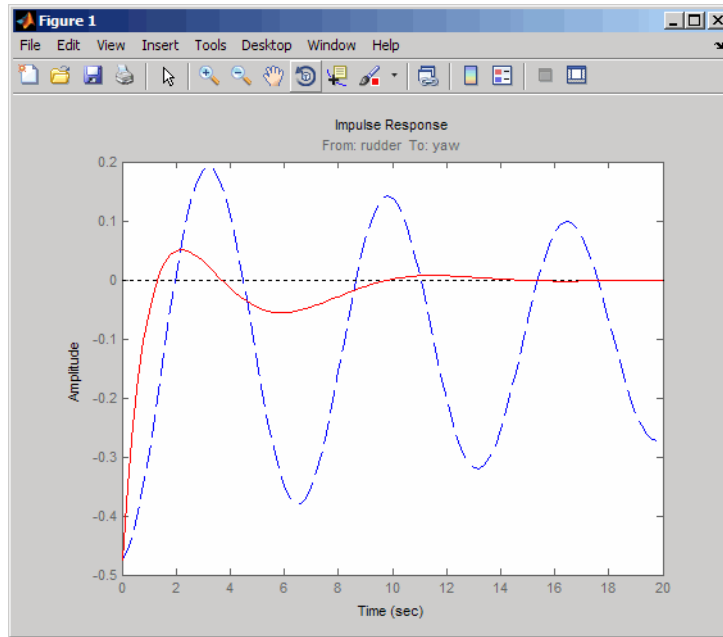 Figure 1
File Edit View Insert Tools Desktop Window Help
Impulse Response
From: rudder To: yaw
Amplitude
0.2
0.1
0
-0.1
-0.2
-0.3
-0.4
-0.5
0 2 4 6 8 10 12 14 16 18 20
Time (sec)